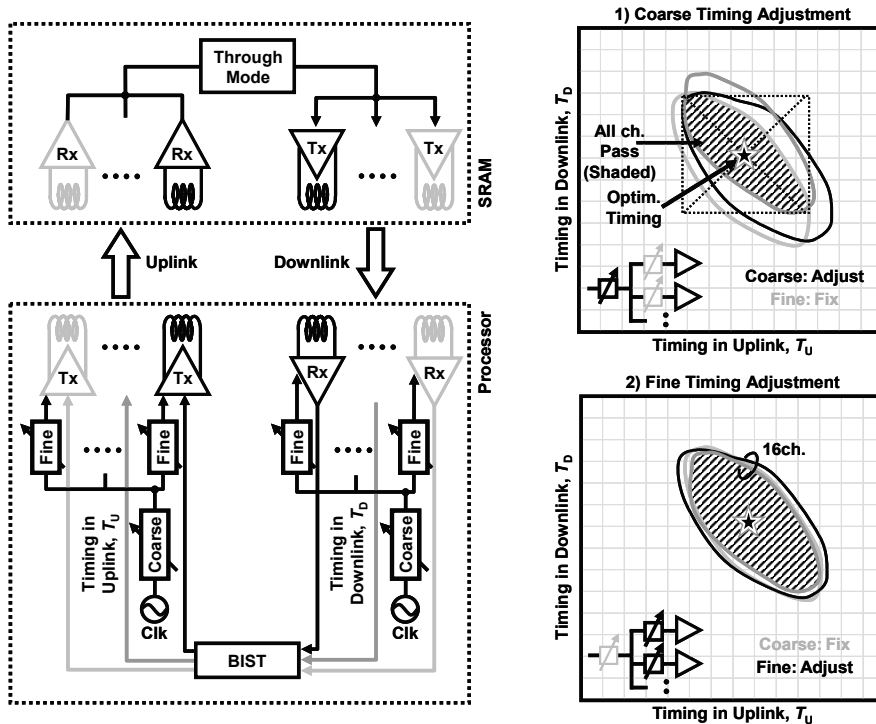 Through
Mode
Rx
Rx
Tx
Tx
SRAM
Uplink
Downlink
Processor
Tx
Tx
Rx
Rx
Fine
Fine
Fine
Fine
Timing in
Uplink, TU
Coarse
Timing in
Downlink, TD
Coarse
Clk
Clk
BIST
1) Coarse Timing Adjustment
Timing in Downlink, TD
All ch.
Pass
(Shaded)
Optim.
Timing
Coarse: Adjust
Fine: Fix
Timing in Uplink, TU
2) Fine Timing Adjustment
Timing in Downlink, TD
16ch.
Coarse: Fix
Fine: Adjust
Timing in Uplink, TU